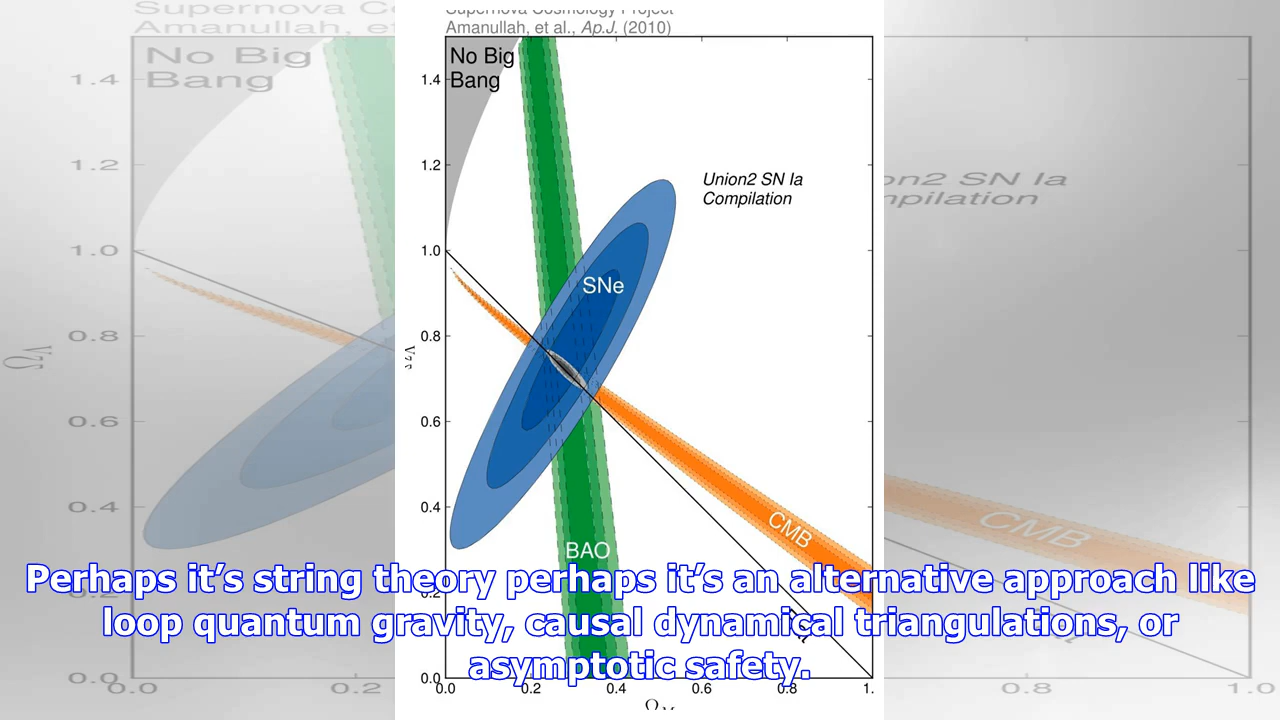 Supernova Cosmology Project
Amanullah, et al., Ap.J. (2010)
No Big
Bang
Union2 SN Ia
Compilation
SNe
CMB
BAO
1.4
1.2
1.0
0.8
0.6
0.4
0.2
0.0
0.0 0.2 0.4 0.6 0.8 1.
Perhaps it’s string theory perhaps it’s an alternative approach like
loop quantum gravity, causal dynamical triangulations, or
asymptotic safety.